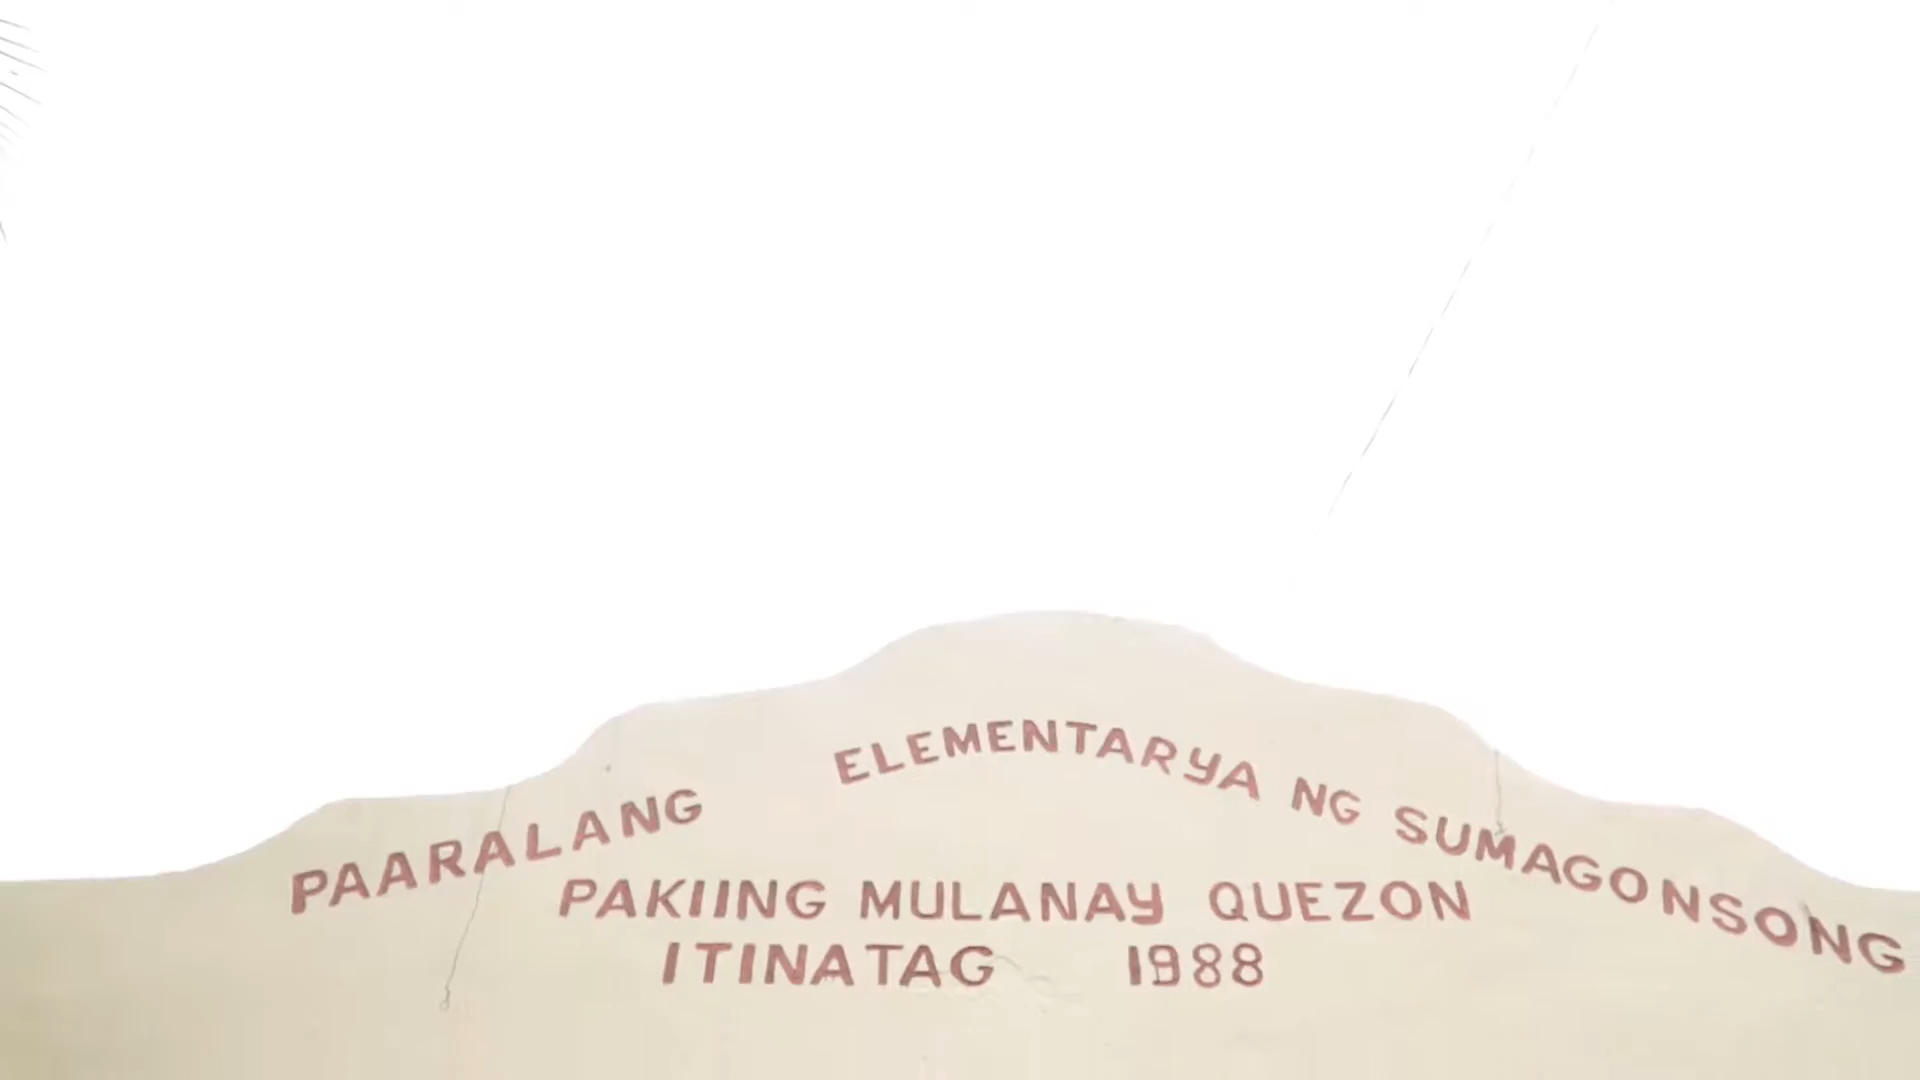 PAARALANG ELEMENTARYA NG SUMAGONSONG
PAKIING MULANAY QUEZON
ITINATAG 1988